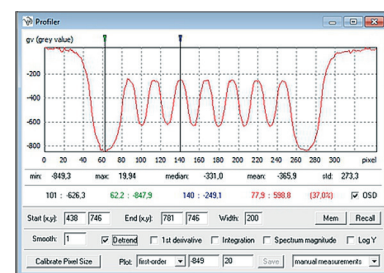 Profiler
gv (grey value)
-200
-400
-600
-800
0 20 40 60 80 100 120 140 160 180 200 220 240 260 280 300 pixel
min: -849,3 max: 19,94 median: -331,0 mean: -365,9 std: 273,3
101 : -626,3 62,2 : -847,9 140 : -249,1 77,9 : 598,8 (37,0%) OSD
Start (x,y): 438 746 End (x,y): 781 746 Width: 200 Mem Recall
Smooth: 1 Detrend 1st derivative Integration Spectrum magnitude Log Y
Calibrate Pixel Size Plot: first-order -849 20 Save manual measurements